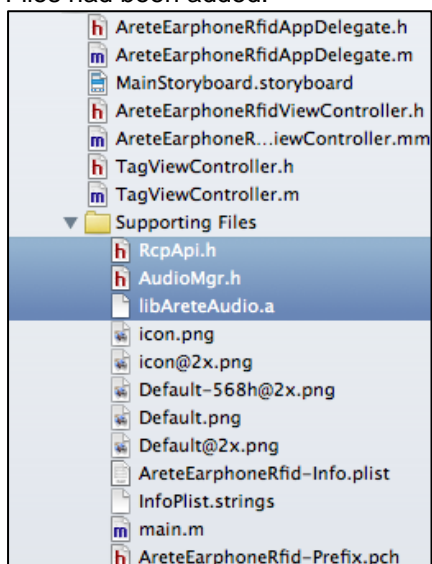 Files had been added.
h AreteEarphoneRfidAppDelegate.h
m AreteEarphoneRfidAppDelegate.m
MainStoryboard.storyboard
h AreteEarphoneRfidViewController.h
m AreteEarphoneR...iewController.mm
h TagViewController.h
m TagViewController.m
Supporting Files
h RcpApi.h
h AudioMgr.h
libAreteAudio.a
icon.png
icon@2x.png
Default-568h@2x.png
Default.png
Default@2x.png
AreteEarphoneRfid-Info.plist
InfoPlist.strings
m main.m
h AreteEarphoneRfid-Prefix.pch